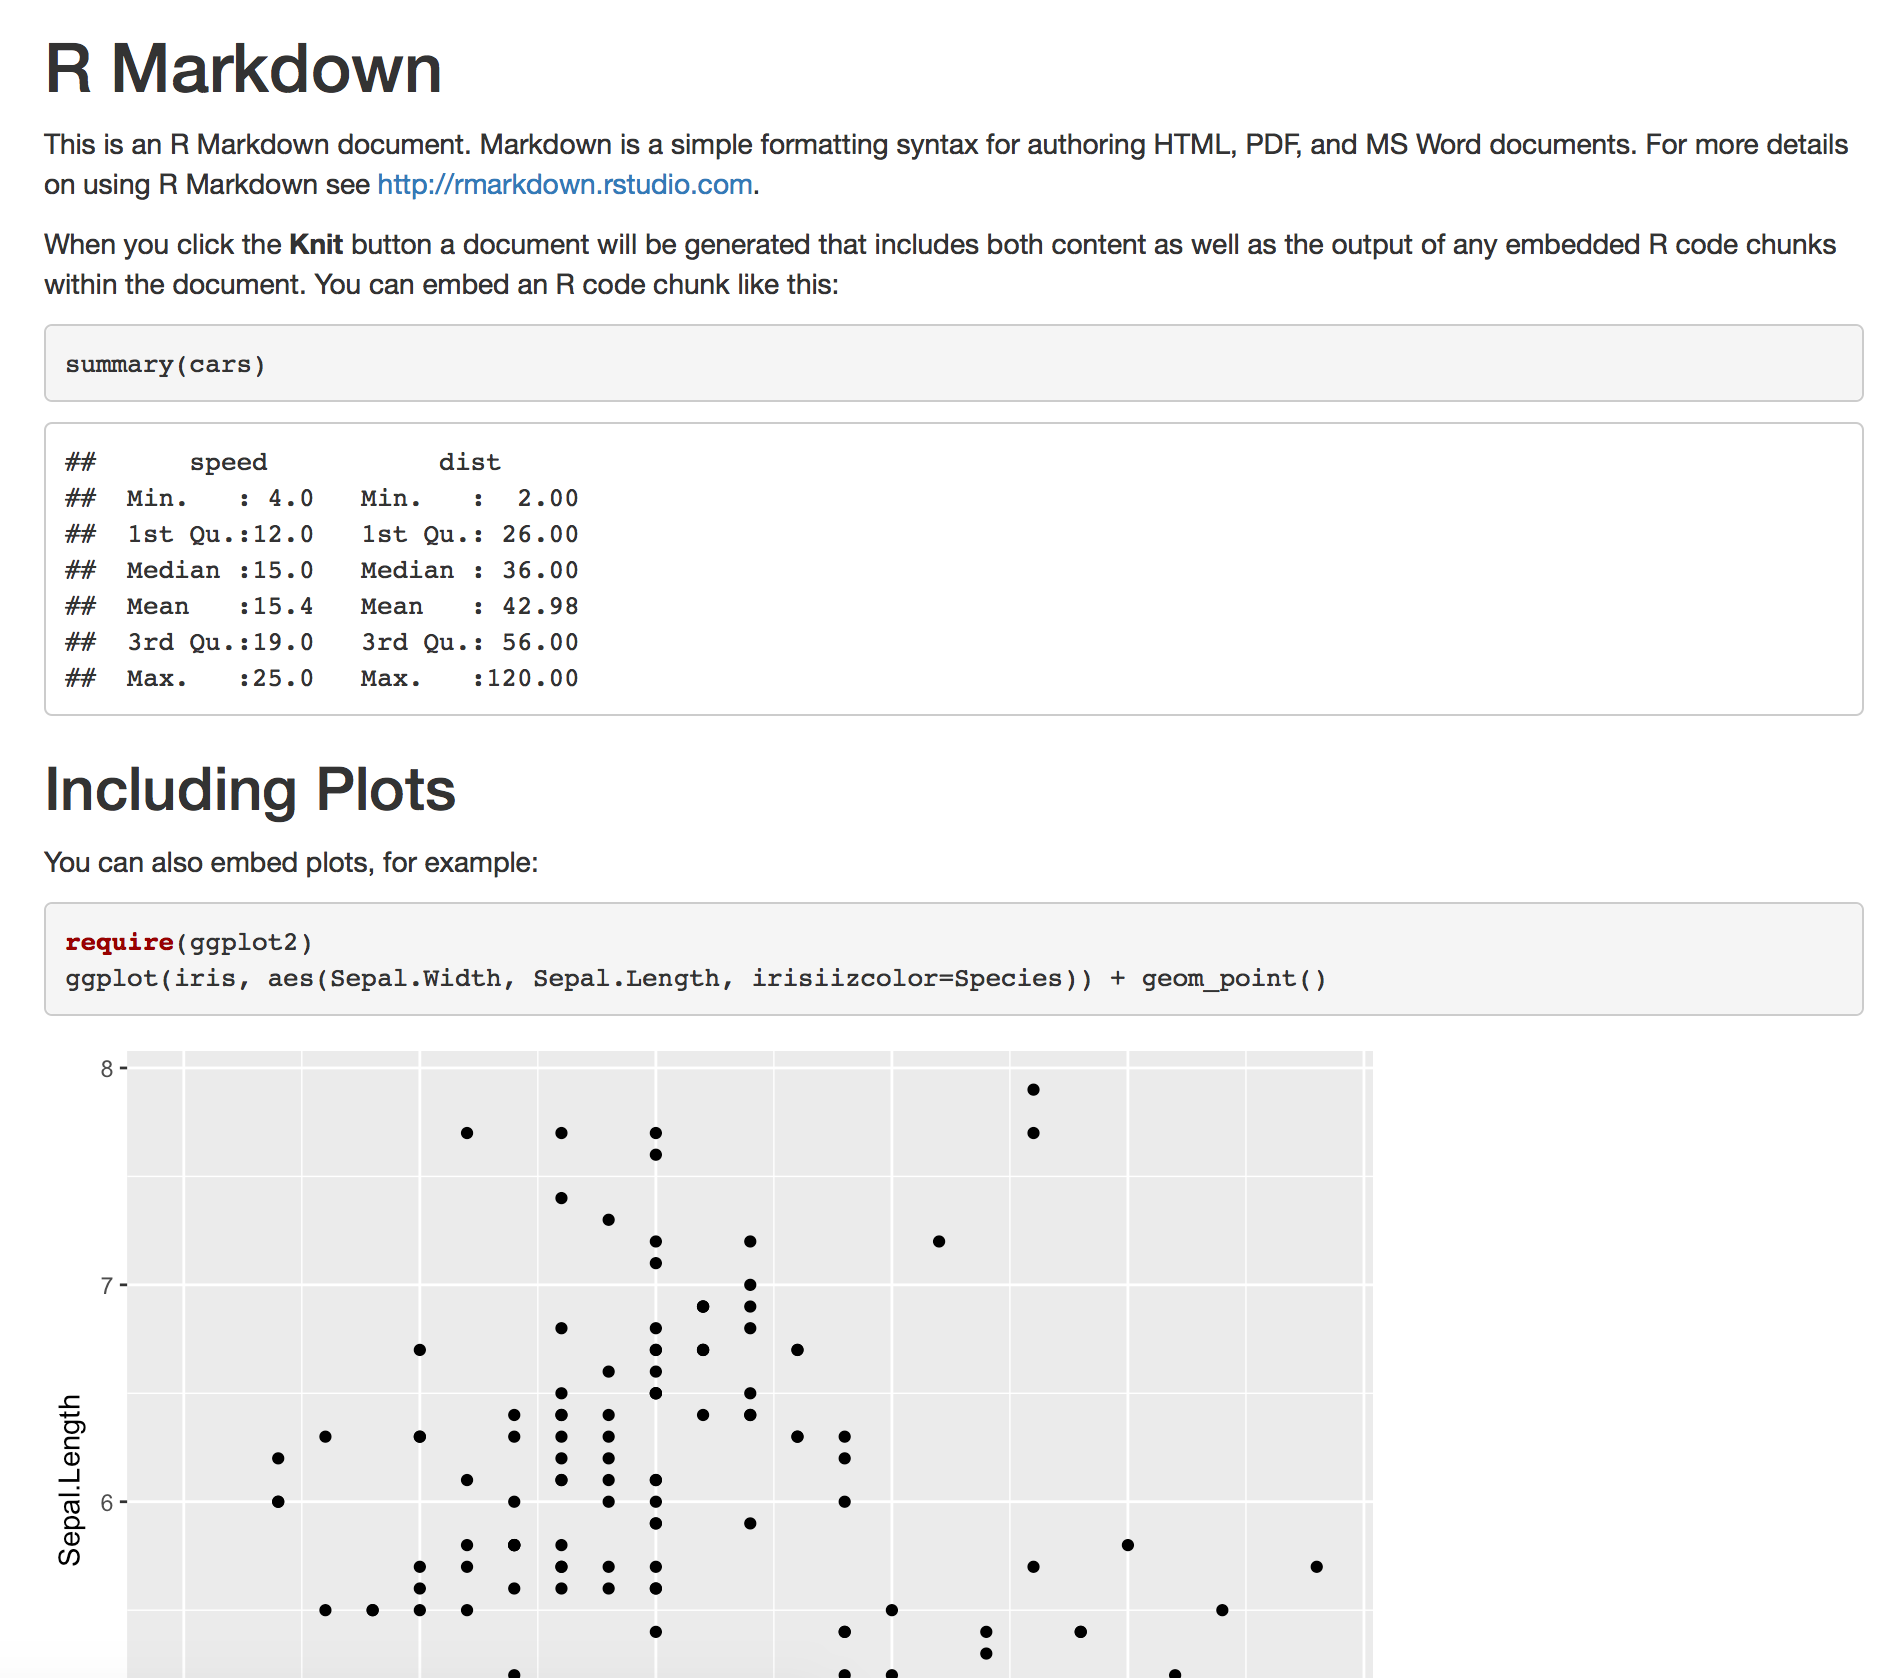 R Markdown
This is an R Markdown document. Markdown is a simple formatting syntax for authoring HTML, PDF, and MS Word documents. For more details
on using R Markdown see http://rmarkdown.rstudio.com.
When you click the Knit button a document will be generated that includes both content as well as the output of any embedded R code chunks
within the document. You can embed an R code chunk like this:
summary(cars)
##      speed           dist
##  Min.   : 4.0   Min.   :  2.00
##  1st Qu.:12.0   1st Qu.: 26.00
##  Median :15.0   Median : 36.00
##  Mean   :15.4   Mean   : 42.98
##  3rd Qu.:19.0   3rd Qu.: 56.00
##  Max.   :25.0   Max.   :120.00
Including Plots
You can also embed plots, for example:
require(ggplot2)
ggplot(iris, aes(Sepal.Width, Sepal.Length, irisiizcolor=Species)) + geom_point()
8
7
6
Sepal.Length